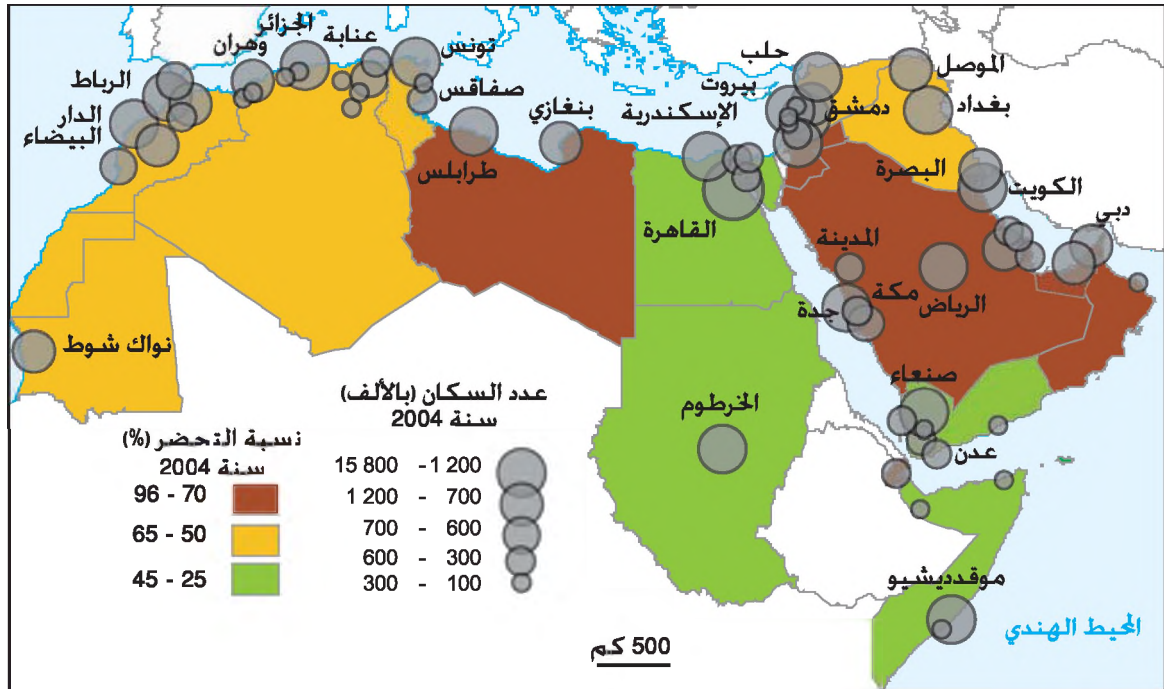 الجزائر
عنابة
وهران
تونس
الرباط
صفاقس
الدار
البيضاء
طرابلس
بنغازي
الإسكندرية
القاهرة
حلب
بيروت
دمشق
الموصل
بغداد
البصرة
الكويت
دبي
المدينة
مكة
جدة
الرياض
صنعاء
عدن
نواك شوط
الخرطوم
موقدديشيو
المحيط الهندي
نسبة التحضر (%)
سنة 2004
96 - 70
65 - 50
45 - 25
عدد السكان (بالألف)
سنة 2004
15 800 - 1 200
1 200 - 700
700 - 600
600 - 300
300 - 100
500 كم